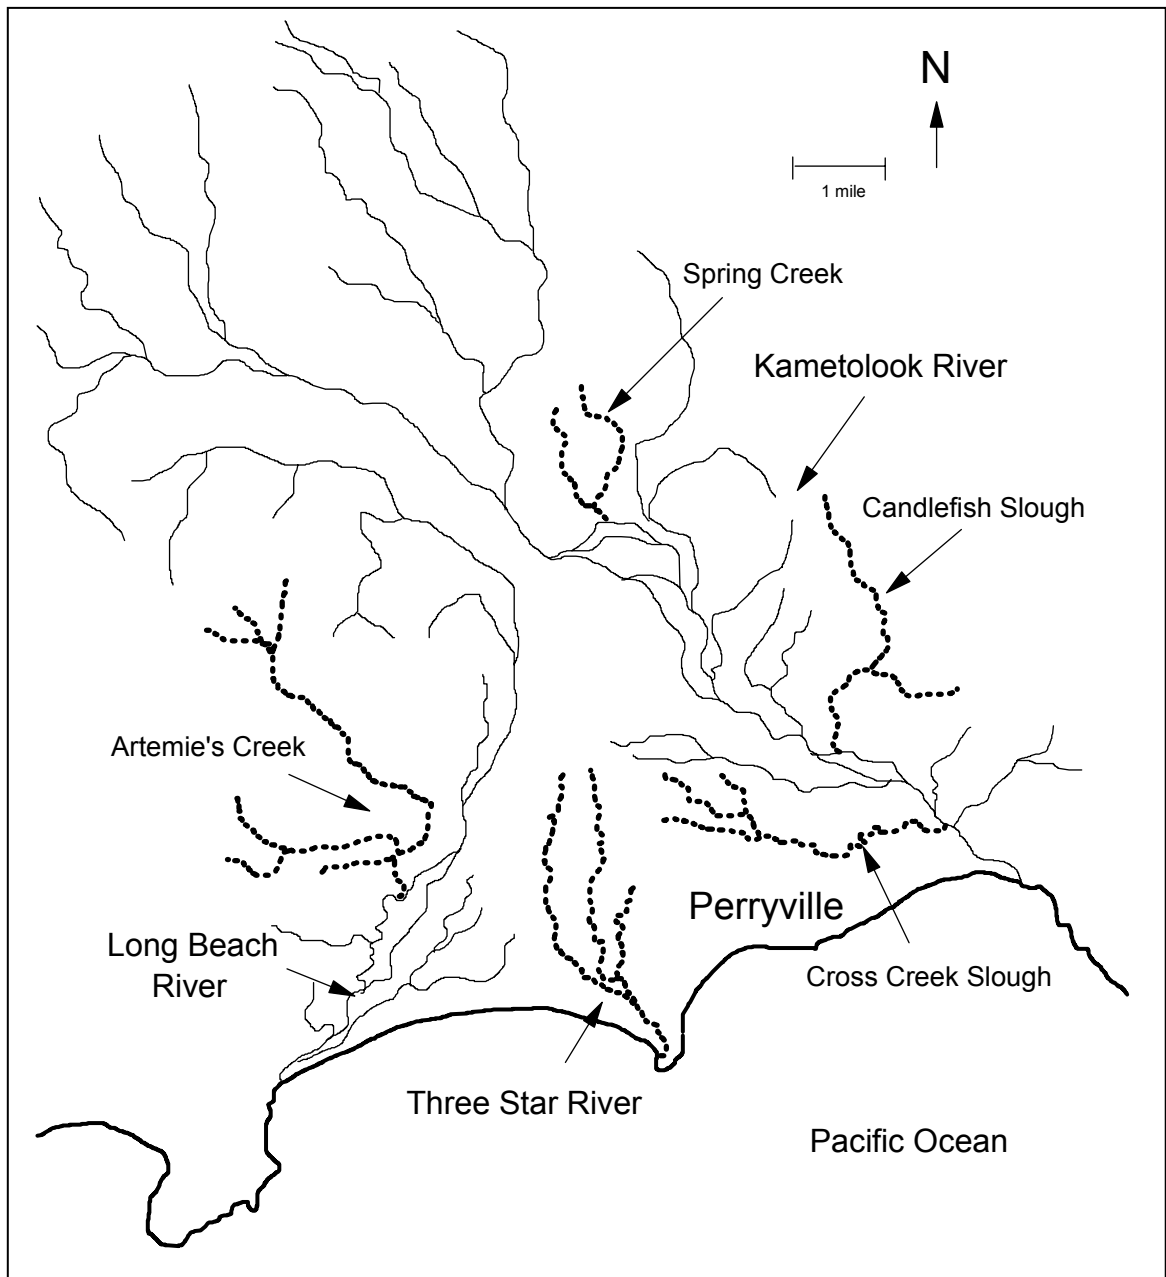 N
1 mile
Spring Creek
Kametolook River
Candlefish Slough
Artemie's Creek
Perryville
Long Beach
River
Cross Creek Slough
Three Star River
Pacific Ocean